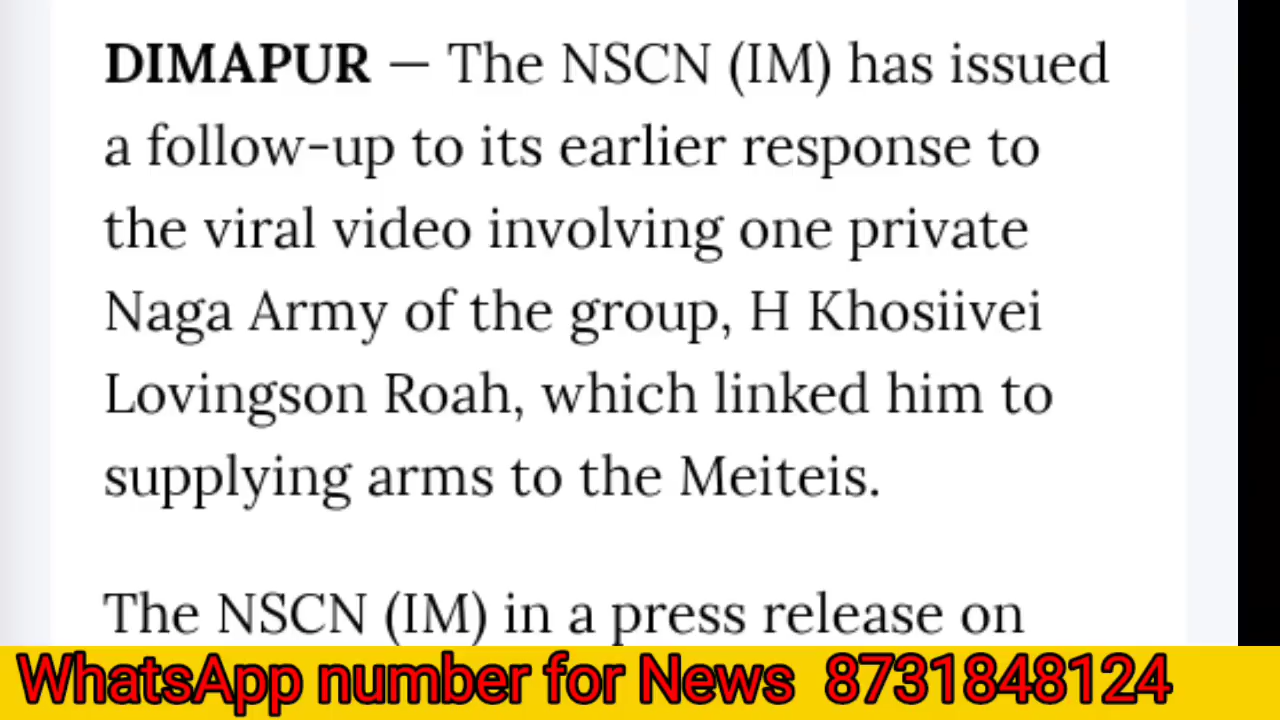 DIMAPUR — The NSCN (IM) has issued
a follow-up to its earlier response to
the viral video involving one private
Naga Army of the group, H Khosiivei
Lovingson Roah, which linked him to
supplying arms to the Meiteis.
The NSCN (IM) in a press release on
WhatsApp number for News 8731848124